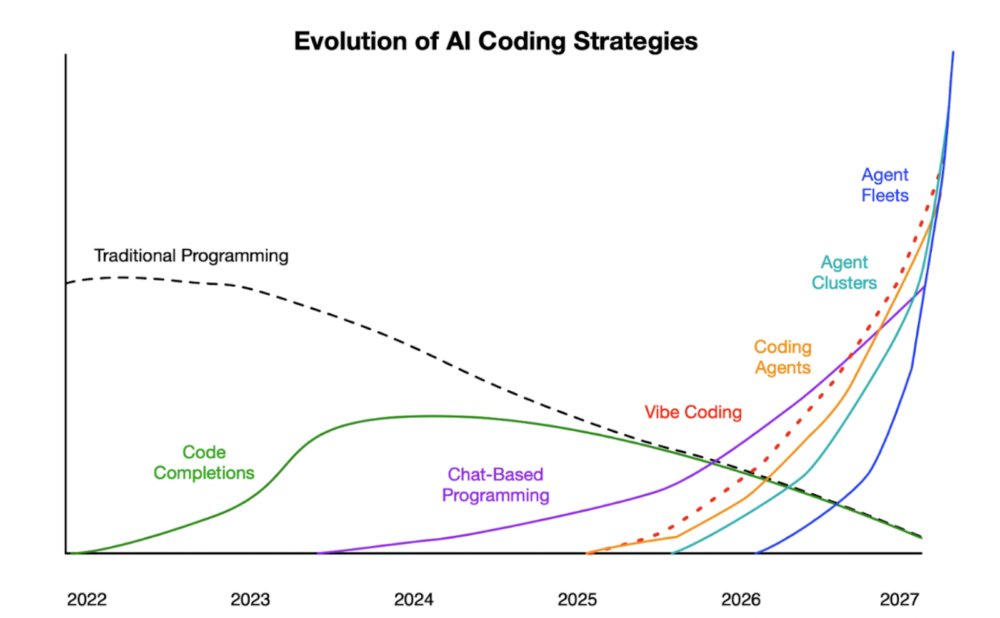 Evolution of AI Coding Strategies
Agent
Fleets
Traditional Programming
Agent
Clusters
Coding
Agents
Vibe Coding
Code
Completions
Chat-Based
Programming
2022 2023 2024 2025 2026 2027